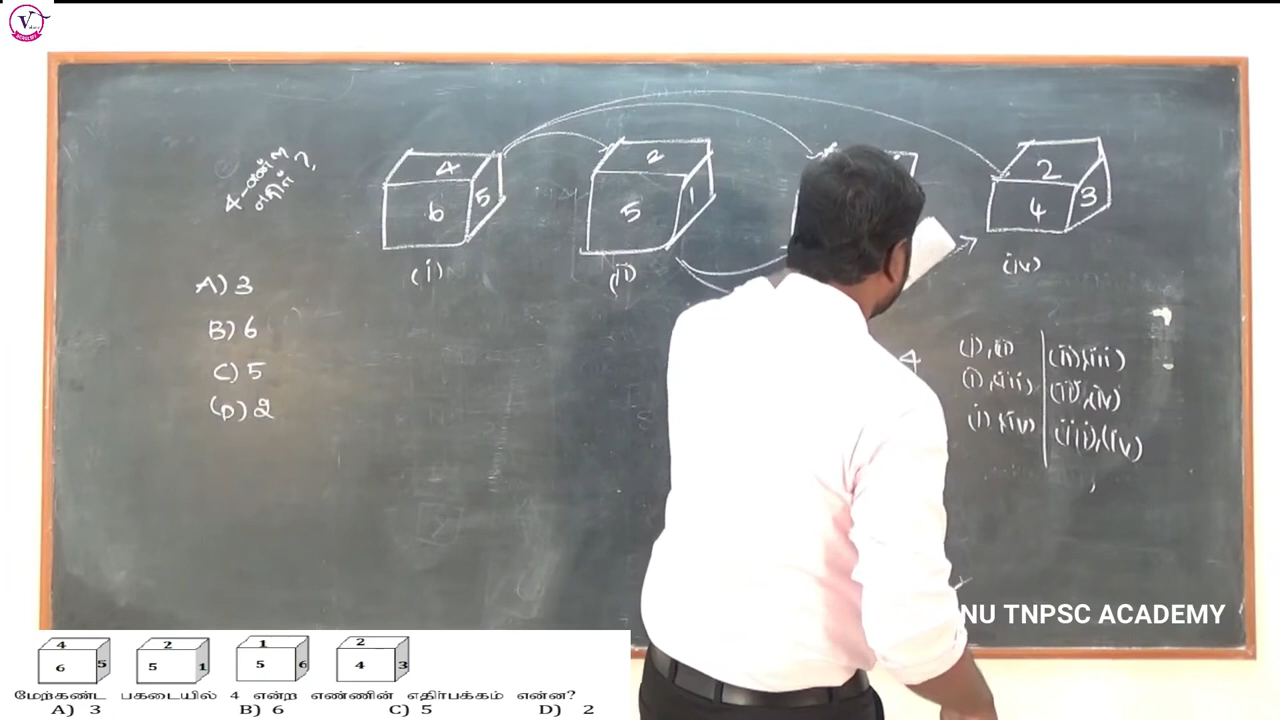 4-எண்ன் எதிர் ?
4 6 5
(i)
2 5 1
(ii)
2 4 3
(iv)
A) 3
B) 6
C) 5
(D) 2
4
(i), (ii)
(i), (iii)
(i), (iv)
(ii), (iii)
(ii), (iv)
(iii), (iv)
NU TNPSC ACADEMY
4 6 5
2 5 1
1 5 6
2 4 3
மேற்கண்ட பகடையில் 4 என்ற எண்ணின் எதிர்பக்கம் என்ன?
A) 3 B) 6 C) 5 D) 2